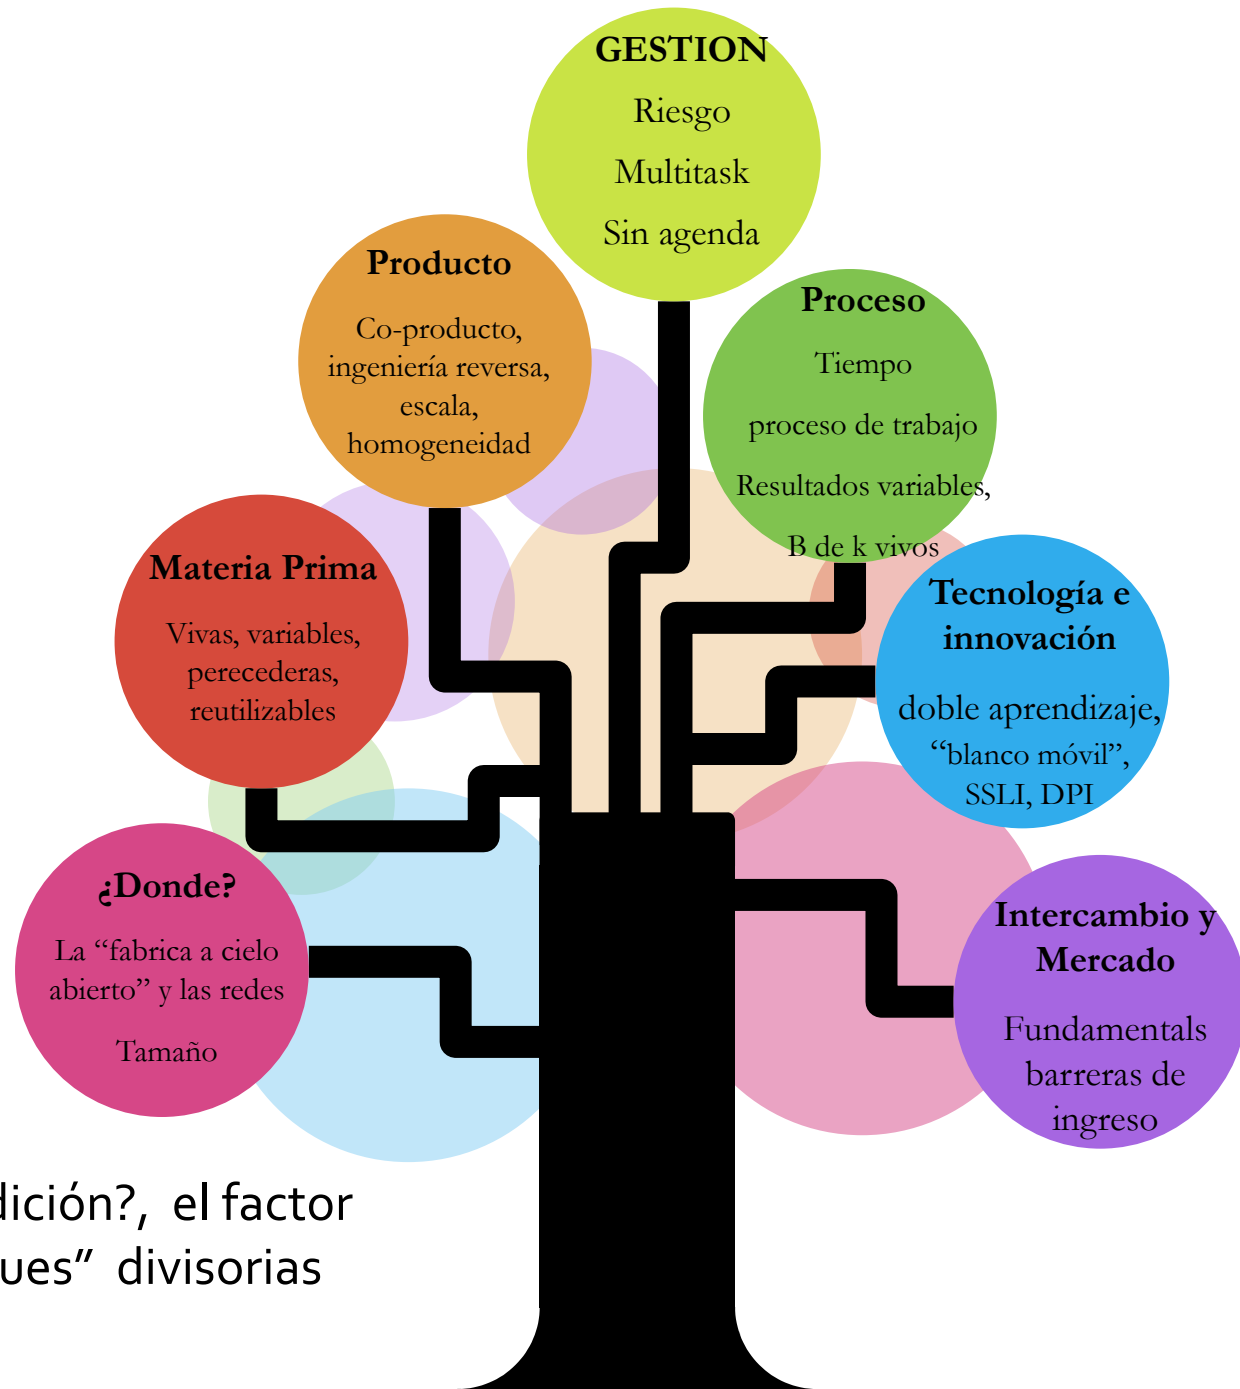 GESTION
Riesgo
Multitask
Sin agenda
Producto
Co-producto,
ingeniería reversa,
escala,
homogeneidad
Proceso
Tiempo
proceso de trabajo
Resultados variables,
B de k vivos
Materia Prima
Vivas, variables,
perecederas,
reutilizables
Tecnología e
innovación
doble aprendizaje,
“blanco móvil”,
SSLI, DPI
¿Donde?
La “fabrica a cielo
abierto” y las redes
Tamaño
Intercambio y
Mercado
Fundamentals
barreras de
ingreso
dición?, el factor
ues” divisorias